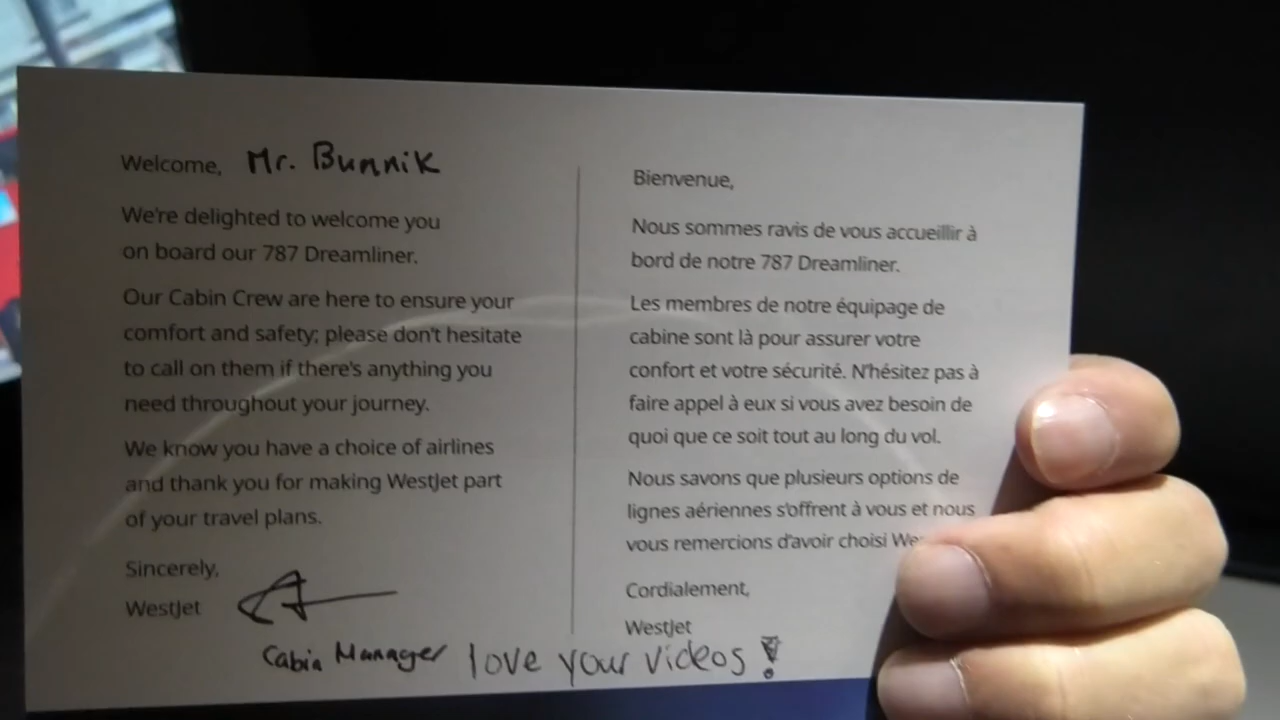 Welcome, Mr. Bunnik
We're delighted to welcome you
on board our 787 Dreamliner.
Our Cabin Crew are here to ensure your
comfort and safety; please don't hesitate
to call on them if there's anything you
need throughout your journey.
We know you have a choice of airlines
and thank you for making WestJet part
of your travel plans.
Sincerely,
WestJet
Cabin Manager love your videos!
Bienvenue,
Nous sommes ravis de vous accueillir à
bord de notre 787 Dreamliner.
Les membres de notre équipage de
cabine sont là pour assurer votre
confort et votre sécurité. N'hésitez pas à
faire appel à eux si vous avez besoin de
quoi que ce soit tout au long du vol.
Nous savons que plusieurs options de
lignes aériennes s'offrent à vous et nous
vous remercions d'avoir choisi
Cordialement,
WestJet